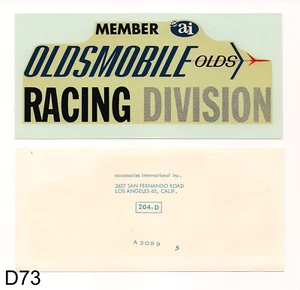 MEMBER ai
OLDSMOBILE OLDS
RACING DIVISION
accessories international inc.
2627 SAN FERNANDO ROAD
LOS ANGELES 65, CALIF.
204-D
A3099 5
D73